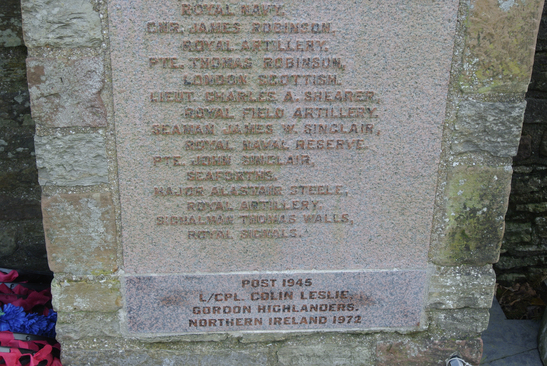 ROYAL NAVY.
GNR. JAMES ROBINSON.
ROYAL ARTILLERY.
PTE. THOMAS ROBINSON.
LONDON SCOTTISH.
LIEUT. CHARLES A. SHEARER,
ROYAL FIELD ARTILLERY.
SEAMAN JAMES W. SINCLAIR,
ROYAL NAVAL RESERVE.
PTE. JOHN SINCLAIR,
SEAFORTHS.
MAJOR ALASTAIR STEELE,
ROYAL ARTILLERY.
SIGNALMAN THOMAS WALLS,
ROYAL SIGNALS.
POST 1945
L/CPL. COLIN LESLIE,
GORDON HIGHLANDERS,
NORTHERN IRELAND 1972